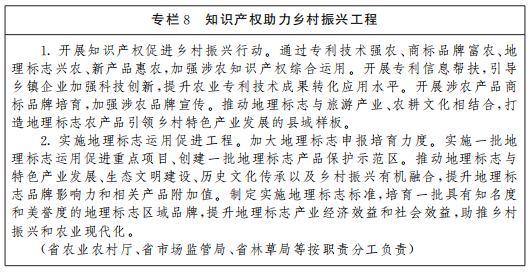 专栏 8 知识产权助力乡村振兴工程
1. 开展知识产权促进乡村振兴行动。通过专利技术强农、商标品牌富农、地
理标志兴农、新产品惠农,加强涉农知识产权综合运用。开展专利信息帮扶,引导
乡镇企业加强科技创新,提升农业专利技术成果转化应用水平。开展涉农产品商
标品牌培育,加强涉农品牌宣传。推动地理标志与旅游产业、农耕文化相结合,打
造地理标志农产品引领乡村特色产业发展的县域样板。
2. 实施地理标志运用促进工程。加大地理标志申报培育力度。实施一批地
理标志运用促进重点项目、创建一批地理标志产品保护示范区。推动地理标志与
特色产业发展、生态文明建设、历史文化传承以及乡村振兴有机融合,提升地理标
志品牌影响力和相关产品附加值。制定实施地理标志标准,培育一批具有知名度
和美誉度的地理标志区域品牌,提升地理标志产业经济效益和社会效益,助推乡村
振兴和农业现代化。
(省农业农村厅、省市场监管局、省林草局等按职责分工负责)